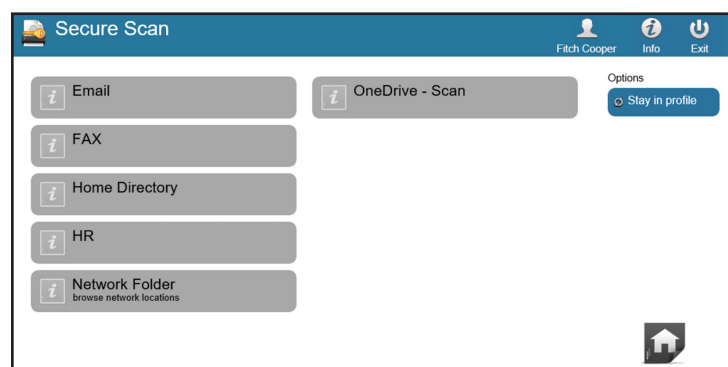 Secure Scan
Fitch Cooper
Info
Exit
Email
OneDrive - Scan
Options
Stay in profile
FAX
Home Directory
HR
Network Folder
browse network locations